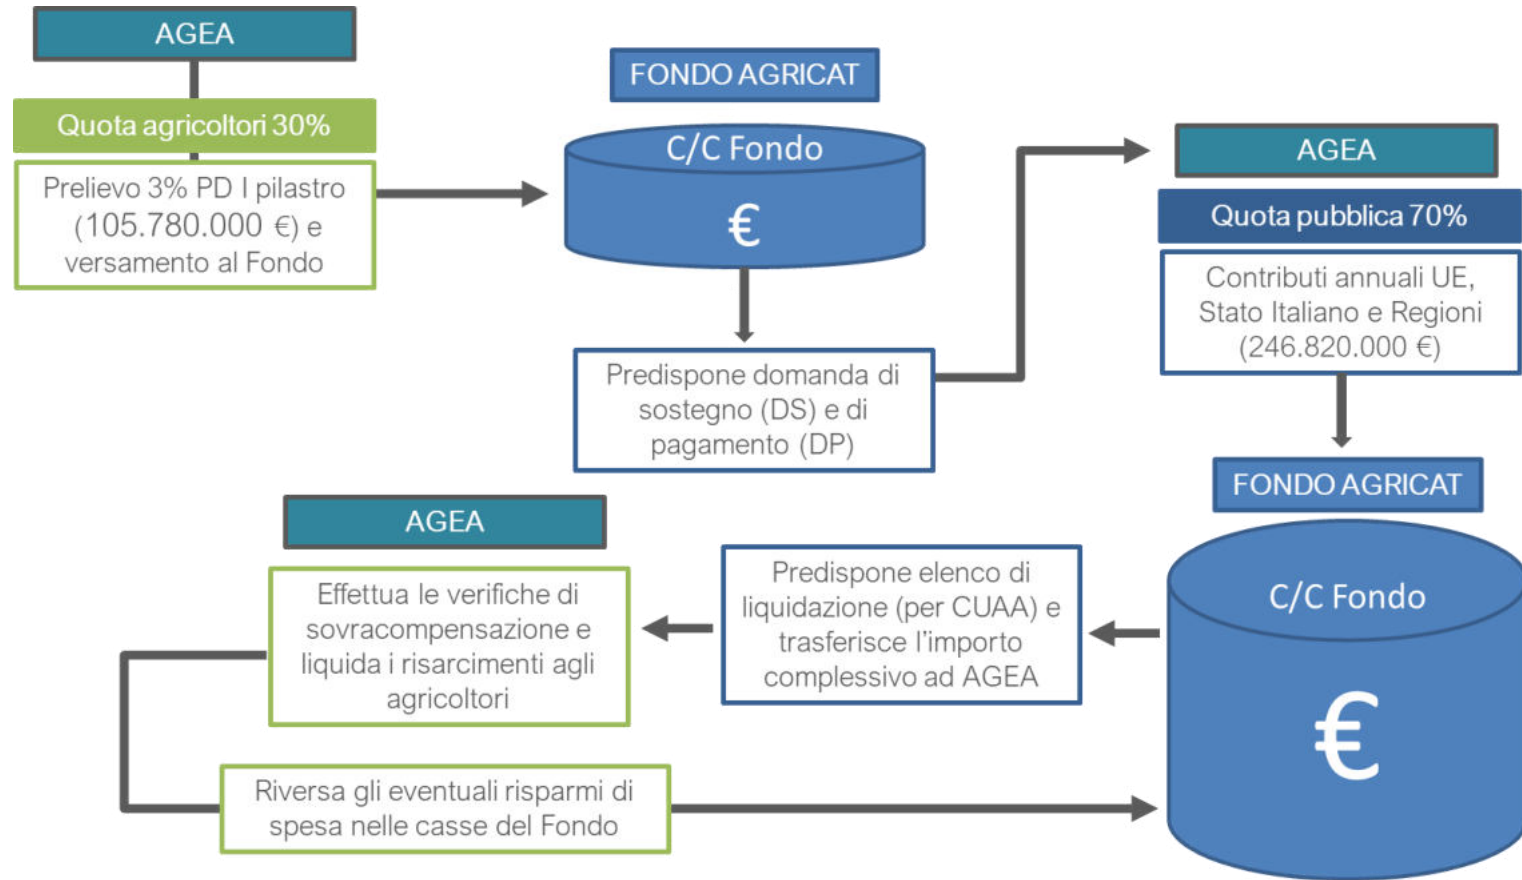 AGEA
Quota agricoltori 30%
Prelievo 3% PD I pilastro
(105.780.000 €) e
versamento al Fondo
FONDO AGRICAT
C/C Fondo
€
Predispone domanda di
sostegno (DS) e di
pagamento (DP)
AGEA
Quota pubblica 70%
Contributi annuali UE,
Stato Italiano e Regioni
(246.820.000 €)
FONDO AGRICAT
C/C Fondo
€
Predispone elenco di
liquidazione (per CUAA) e
trasferisce l'importo
complessivo ad AGEA
AGEA
Effettua le verifiche di
sovracompensazione e
liquida i risarcimenti agli
agricoltori
Riversa gli eventuali risparmi di
spesa nelle casse del Fondo